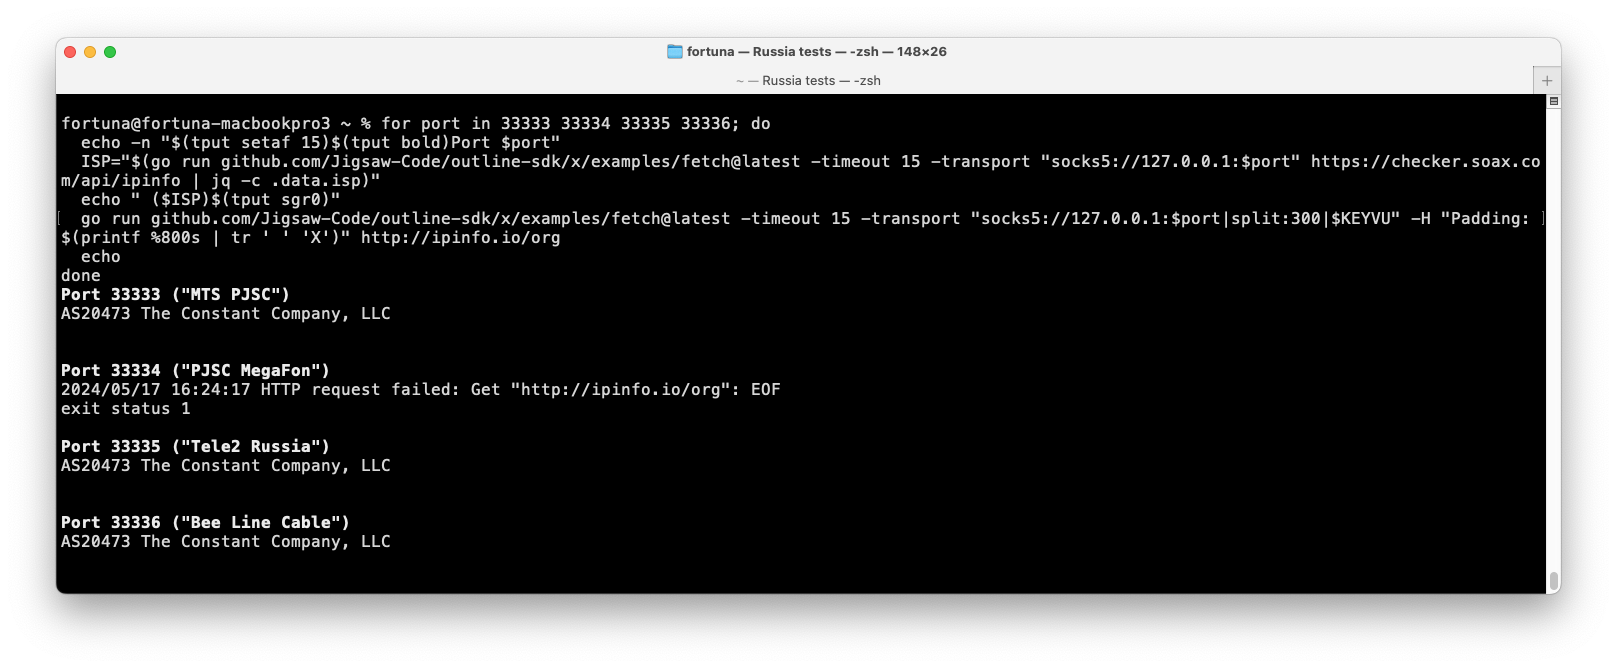 fortuna — Russia tests — -zsh — 148×26
~ — Russia tests — -zsh
fortuna@fortuna-macbookpro3 ~ % for port in 33333 33334 33335 33336; do
  echo -n "$(tput setaf 15)$(tput bold)Port $port"
  ISP="$(go run github.com/Jigsaw-Code/outline-sdk/x/examples/fetch@latest -timeout 15 -transport "socks5://127.0.0.1:$port" https://checker.soax.co
m/api/ipinfo | jq -c .data.isp)"
  echo " ($ISP)$(tput sgr0)"
  go run github.com/Jigsaw-Code/outline-sdk/x/examples/fetch@latest -timeout 15 -transport "socks5://127.0.0.1:$port|split:300|$KEYVU" -H "Padding:
$(printf %800s | tr ' ' 'X')" http://ipinfo.io/org
  echo
done
Port 33333 ("MTS PJSC")
AS20473 The Constant Company, LLC
Port 33334 ("PJSC MegaFon")
2024/05/17 16:24:17 HTTP request failed: Get "http://ipinfo.io/org": EOF
exit status 1
Port 33335 ("Tele2 Russia")
AS20473 The Constant Company, LLC
Port 33336 ("Bee Line Cable")
AS20473 The Constant Company, LLC